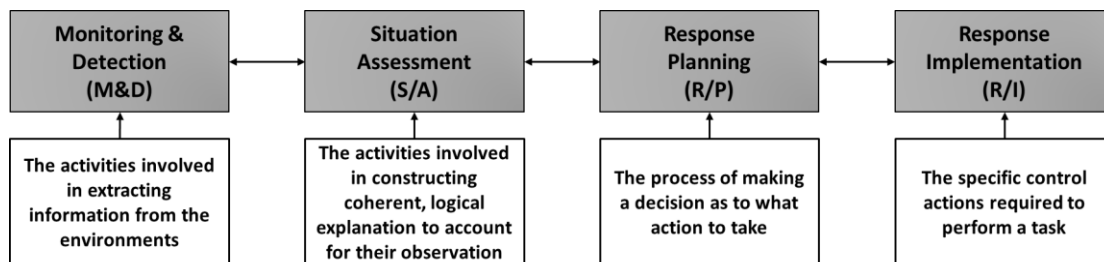 Monitoring &
Detection
(M&D)
Situation
Assessment
(S/A)
Response
Planning
(R/P)
Response
Implementation
(R/I)
The activities involved
in extracting
information from the
environments
The activities involved
in constructing
coherent, logical
explanation to account
for their observation
The process of making
a decision as to what
action to take
The specific control
actions required to
perform a task